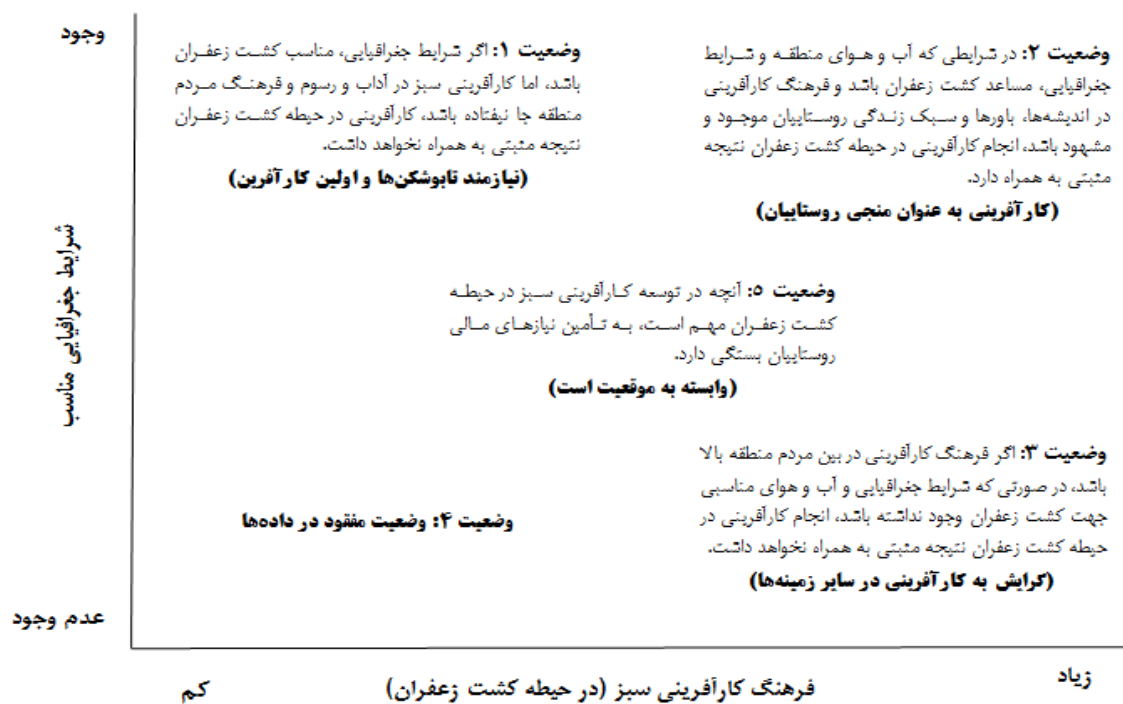 وجود
وضعیت ۱: اگر شرایط جغرافیایی، مناسب کشت زعفران
باشد، اما کارآفرینی سبز در آداب و رسوم و فرهنگ مردم
منطقه جا نیفتاده باشد، کارآفرینی در حیطه کشت زعفران
نتیجه مثبتی به همراه نخواهد داشت.
(نیازمند تابوشکن‌ها و اولین کارآفرین)
وضعیت ۲: در شرایطی که آب و هوای منطقه و شرایط
جغرافیایی، مساعد کشت زعفران باشد و فرهنگ کارآفرینی
در اندیشه‌ها، باورها و سبک زندگی روستاییان موجود و
مشهود باشد، انجام کارآفرینی در حیطه کشت زعفران نتیجه
مثبتی به همراه دارد.
(کارآفرینی به عنوان منجی روستاییان)
شرایط جغرافیایی مناسب
وضعیت ۵: آنچه در توسعه کارآفرینی سبز در حیطه
کشت زعفران مهم است، به تأمین نیازهای مالی
روستاییان بستگی دارد.
(وابسته به موقعیت است)
وضعیت ۳: اگر فرهنگ کارآفرینی در بین مردم منطقه بالا
باشد، در صورتی که شرایط جغرافیایی و آب و هوای مناسبی
جهت کشت زعفران وجود نداشته باشد، انجام کارآفرینی در
حیطه کشت زعفران نتیجه مثبتی به همراه نخواهد داشت.
(گرایش به کارآفرینی در سایر زمینه‌ها)
وضعیت ۴: وضعیت مفقود در داده‌ها
عدم وجود
زیاد
فرهنگ کارآفرینی سبز (در حیطه کشت زعفران)
کم